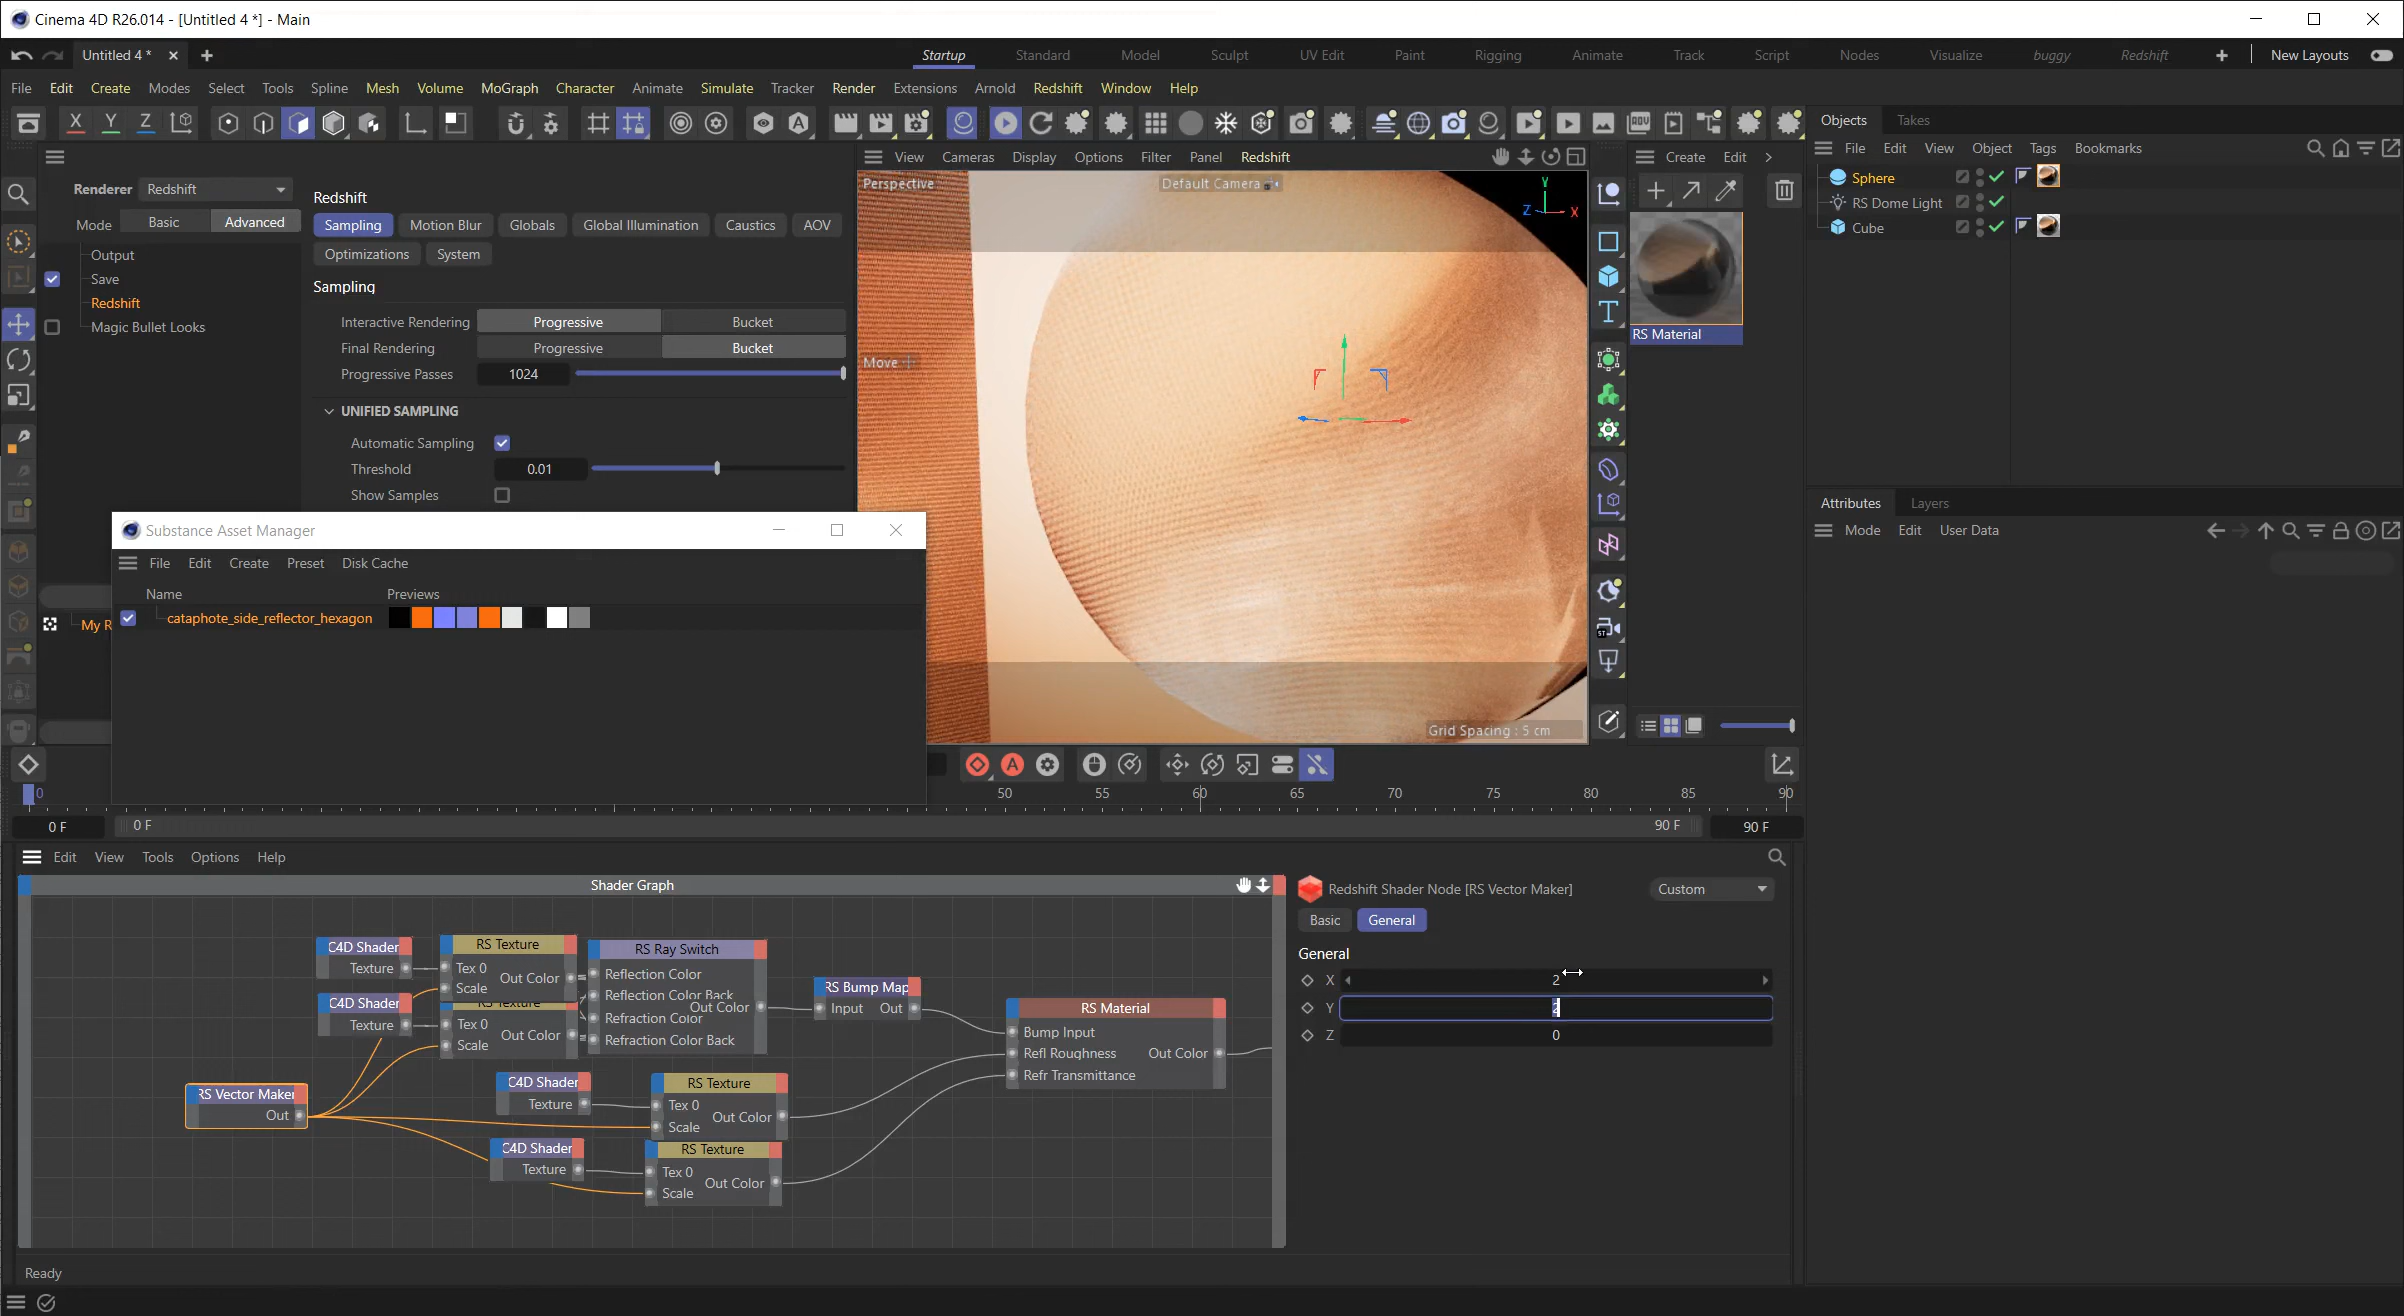 Cinema 4D R26.014 - [Untitled 4 *] - Main
Untitled 4 *
Startup Standard Model Sculpt UV Edit Paint Rigging Animate Track Script Nodes Visualize buggy Redshift New Layouts
File Edit Create Modes Select Tools Spline Mesh Volume MoGraph Character Animate Simulate Tracker Render Extensions Arnold Redshift Window Help
X Y Z
Objects Takes
File Edit View Object Tags Bookmarks
Sphere
RS Dome Light
Cube
Renderer Redshift
Mode Basic Advanced
Output
Save
Redshift
Magic Bullet Looks
My R
Redshift
Sampling Motion Blur Globals Global Illumination Caustics AOV
Optimizations System
Sampling
Interactive Rendering Progressive Bucket
Final Rendering Progressive Bucket
Progressive Passes 1024
UNIFIED SAMPLING
Automatic Sampling
Threshold 0.01
Show Samples
View Cameras Display Options Filter Panel Redshift
Perspective
Default Camera
Y
Z X
Move
Grid Spacing : 5 cm
Create Edit
RS Material
Substance Asset Manager
File Edit Create Preset Disk Cache
Name Previews
cataphote_side_reflector_hexagon
Attributes Layers
Mode Edit User Data
0 50 55 60 65 70 75 80 85 90
0 F 0 F 90 F 90 F
Edit View Tools Options Help
Shader Graph
C4D Shader
Texture
RS Texture
Tex 0
Out Color
Scale
C4D Shader
Texture
RS Texture
Tex 0
Out Color
Scale
RS Ray Switch
Reflection Color
Reflection Color Back
Out Color
Refraction Color
Refraction Color Back
RS Bump Map
Input Out
RS Material
Bump Input
Refl Roughness Out Color
Refr Transmittance
RS Vector Maker
Out
C4D Shader
Texture
RS Texture
Tex 0
Out Color
Scale
C4D Shader
Texture
RS Texture
Tex 0
Out Color
Scale
Redshift Shader Node [RS Vector Maker] Custom
Basic General
General
X 2
Y 2
Z 0
Ready